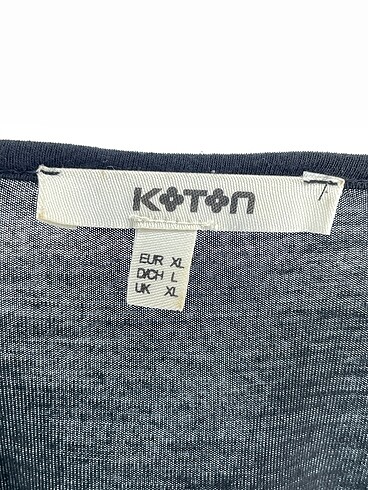 KOTON
EUR XL
D/CH L
UK XL